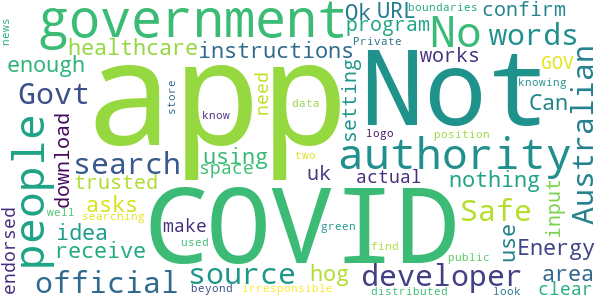 news
government
Ok URL
boundaries
confirm
program
Private
No words
healthcare
instructions
enough
works
GOV
Govt
app
Not
Can
knowing
store
need
data
setting
Australian
people
download
know
logo
position
search
using
space
authority
two
trusted
asks
uk
actual
nothing
input
endorsed
idea
receive
well
searching
make
used
COVID
green
find
Safe
use
public
Energy
official
source
beyond
irresponsible
hog
developer
distributed
look
area
clear